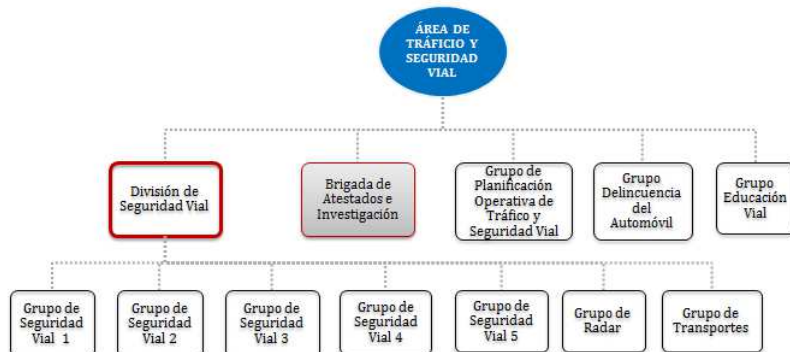 ÁREA DE
TRÁFICIO Y
SEGURIDAD
VIAL
División de
Seguridad Vial
Brigada de
Atestados e
Investigación
Grupo de
Planificación
Operativa de
Tráfico y
Seguridad Vial
Grupo
Delincuencia
del
Automóvil
Grupo
Educación
Vial
Grupo de
Seguridad
Vial 1
Grupo de
Seguridad
Vial 2
Grupo de
Seguridad
Vial 3
Grupo de
Seguridad
Vial 4
Grupo de
Seguridad
Vial 5
Grupo de
Radar
Grupo de
Transportes